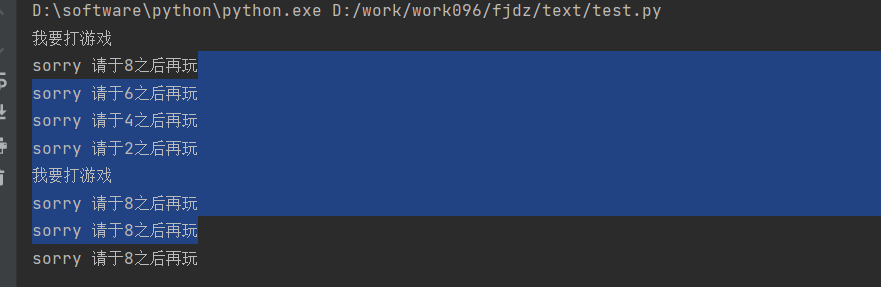 D:\software\python\python.exe D:/work/work096/fjdz/text/test.py
我要打游戏
sorry 请于8之后再玩
sorry 请于6之后再玩
sorry 请于4之后再玩
sorry 请于2之后再玩
我要打游戏
sorry 请于8之后再玩
sorry 请于8之后再玩
sorry 请于8之后再玩